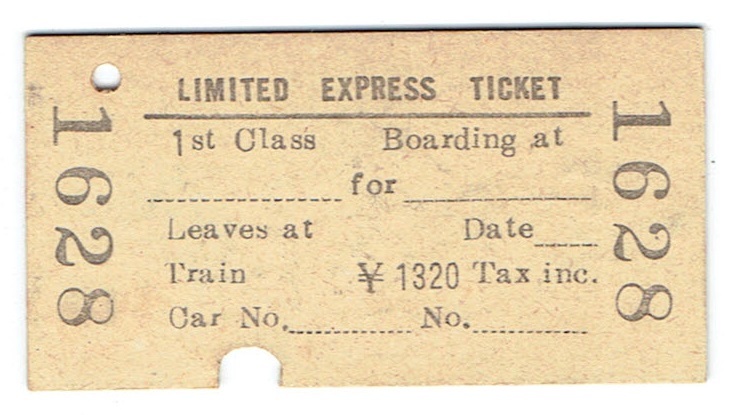 LIMITED EXPRESS TICKET
1st Class Boarding at
for
Leaves at Date
Train ¥ 1320 Tax inc.
Car No. No.
1628
1628